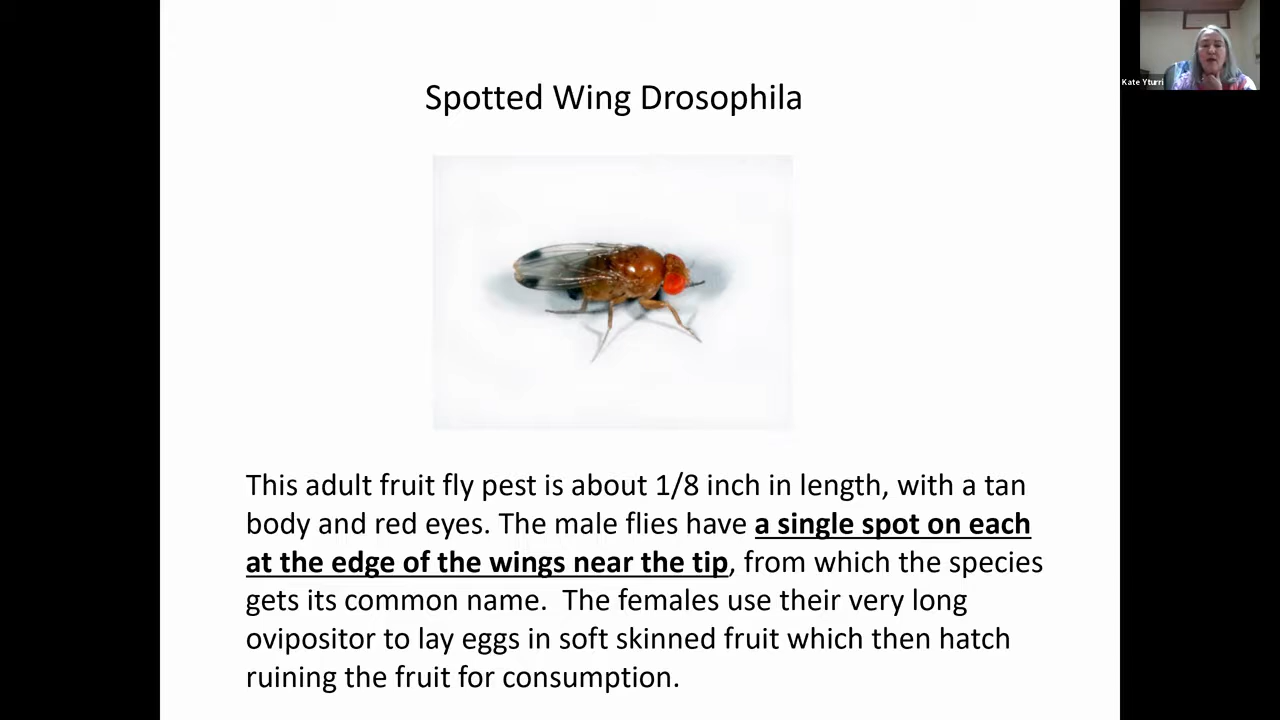 Spotted Wing Drosophila
Kate Yturri
This adult fruit fly pest is about 1/8 inch in length, with a tan
body and red eyes. The male flies have a single spot on each
at the edge of the wings near the tip, from which the species
gets its common name.  The females use their very long
ovipositor to lay eggs in soft skinned fruit which then hatch
ruining the fruit for consumption.